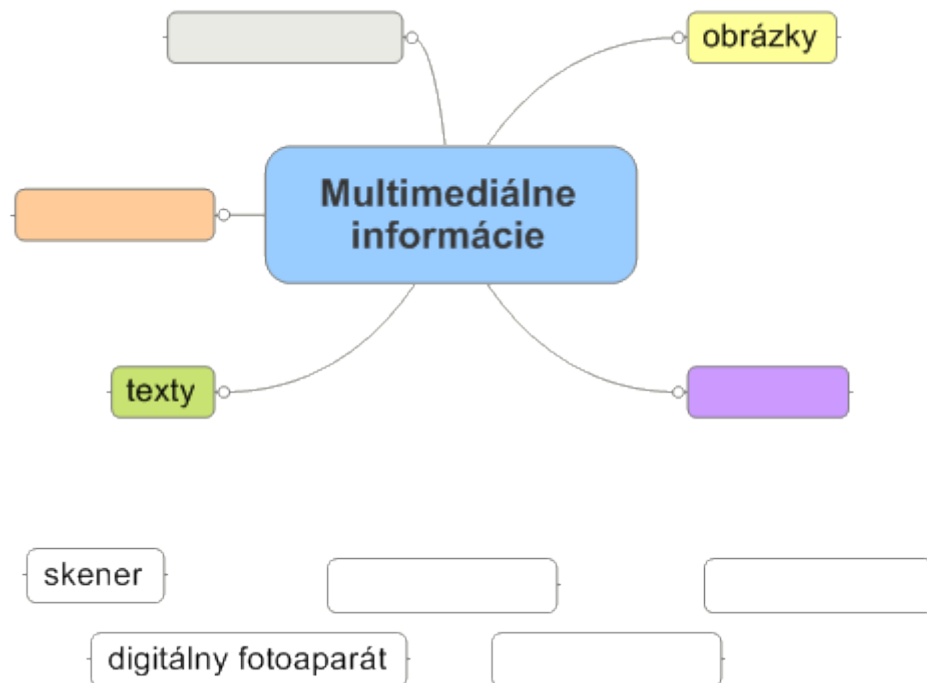 obrázky
Multimediálne
informácie
texty
skener
digitálny fotoaparát